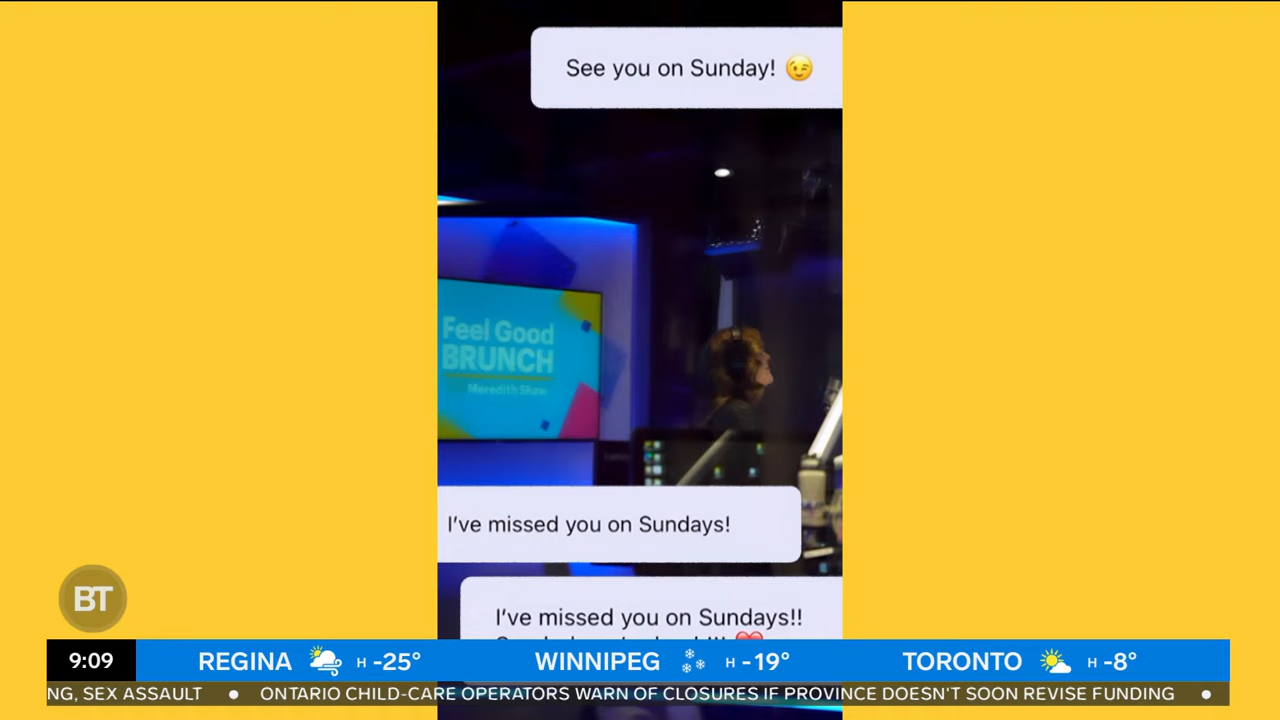 See you on Sunday! 😉
Feel Good
BRUNCH
Meredith Shaw
I've missed you on Sundays!
I've missed you on Sundays!!
BT
9:09 REGINA H -25° WINNIPEG H -19° TORONTO H -8°
NG, SEX ASSAULT • ONTARIO CHILD-CARE OPERATORS WARN OF CLOSURES IF PROVINCE DOESN'T SOON REVISE FUNDING •